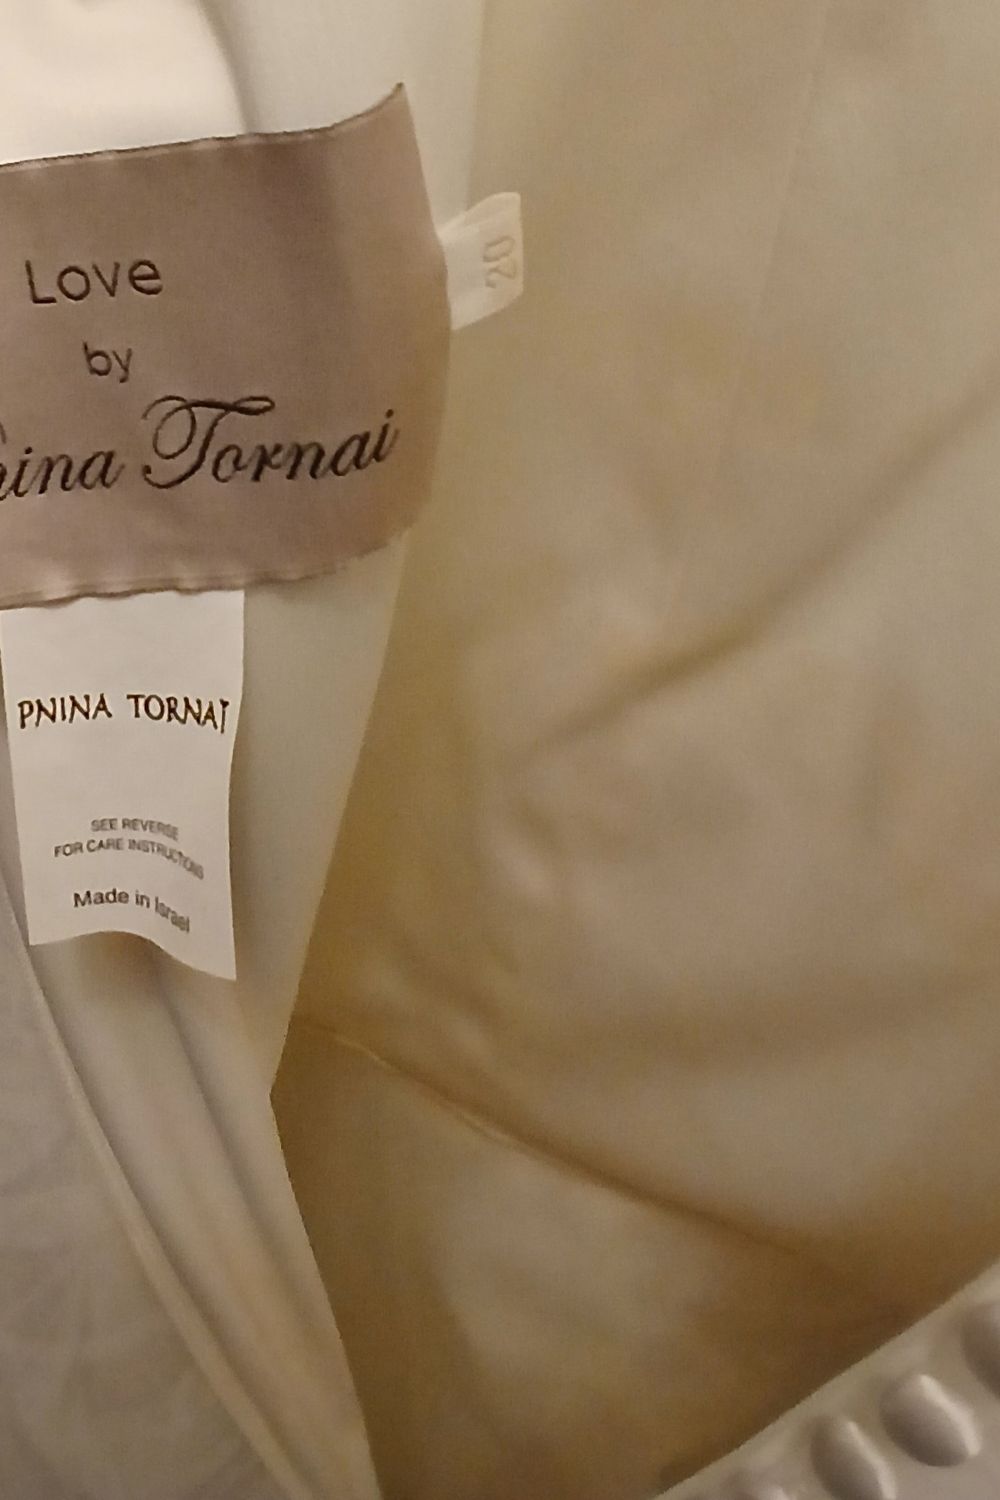 Love
by
nina Tornai
20
PNINA TORNAI
SEE REVERSE
FOR CARE INSTRUCTIONS
Made in Israel